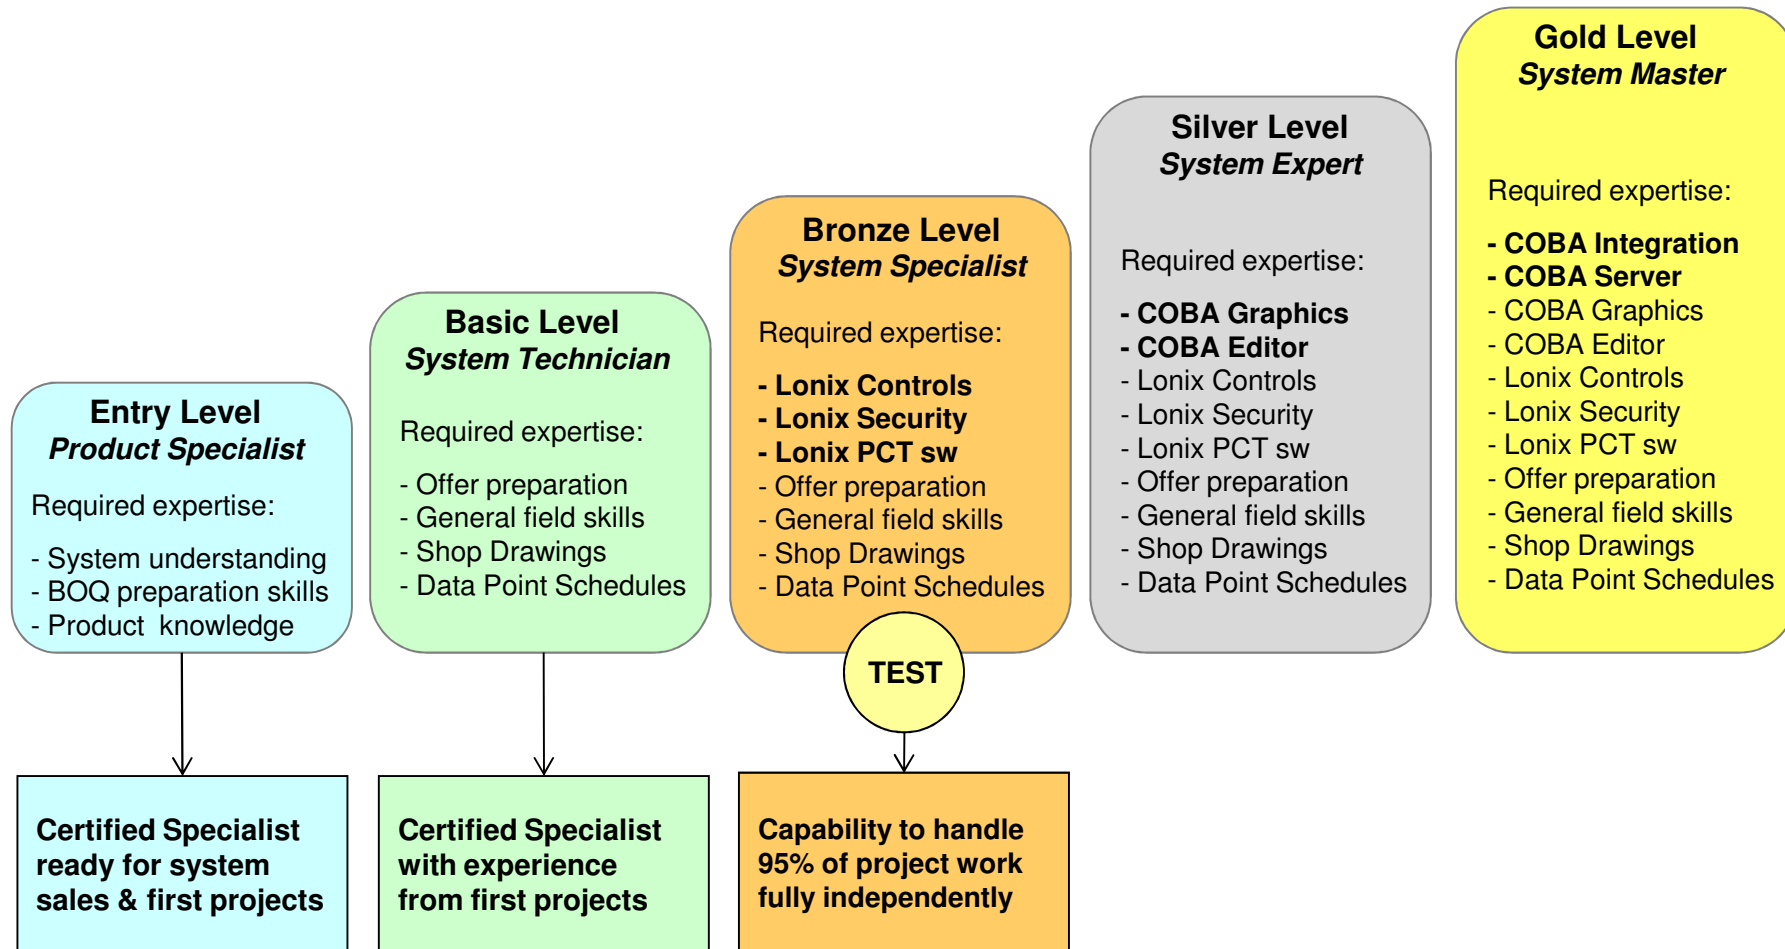 Entry Level
Product Specialist
Required expertise:
- System understanding
- BOQ preparation skills
- Product  knowledge
Basic Level
System Technician
Required expertise:
- Offer preparation
- General field skills
- Shop Drawings
- Data Point Schedules
Bronze Level
System Specialist
Required expertise:
- Lonix Controls
- Lonix Security
- Lonix PCT sw
- Offer preparation
- General field skills
- Shop Drawings
- Data Point Schedules
TEST
Silver Level
System Expert
Required expertise:
- COBA Graphics
- COBA Editor
- Lonix Controls
- Lonix Security
- Lonix PCT sw
- Offer preparation
- General field skills
- Shop Drawings
- Data Point Schedules
Gold Level
System Master
Required expertise:
- COBA Integration
- COBA Server
- COBA Graphics
- COBA Editor
- Lonix Controls
- Lonix Security
- Lonix PCT sw
- Offer preparation
- General field skills
- Shop Drawings
- Data Point Schedules
Certified Specialist
ready for system
sales & first projects
Certified Specialist
with experience
from first projects
Capability to handle
95% of project work
fully independently